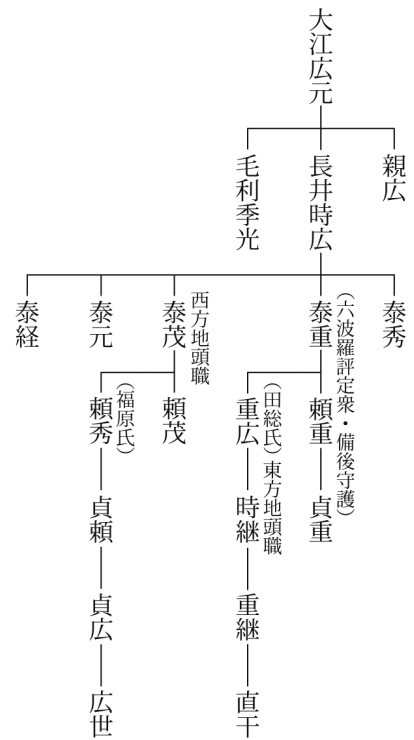 大江広元
親広
長井時広
毛利季光
泰秀
泰重
(六波羅評定衆・備後守護)
泰茂
西方地頭職
泰元
泰経
頼重
貞重
重広
(田総氏)東方地頭職
時継
重継
直干
頼茂
頼秀
(福原氏)
貞頼
貞広
広世